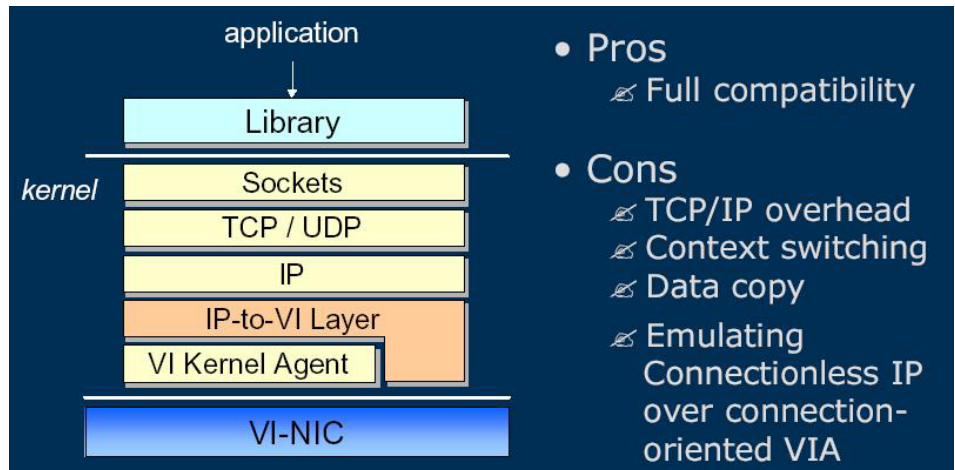 application
Library
kernel
Sockets
TCP / UDP
IP
IP-to-VI Layer
VI Kernel Agent
VI-NIC
• Pros
Full compatibility
• Cons
TCP/IP overhead
Context switching
Data copy
Emulating
Connectionless IP
over connection-
oriented VIA